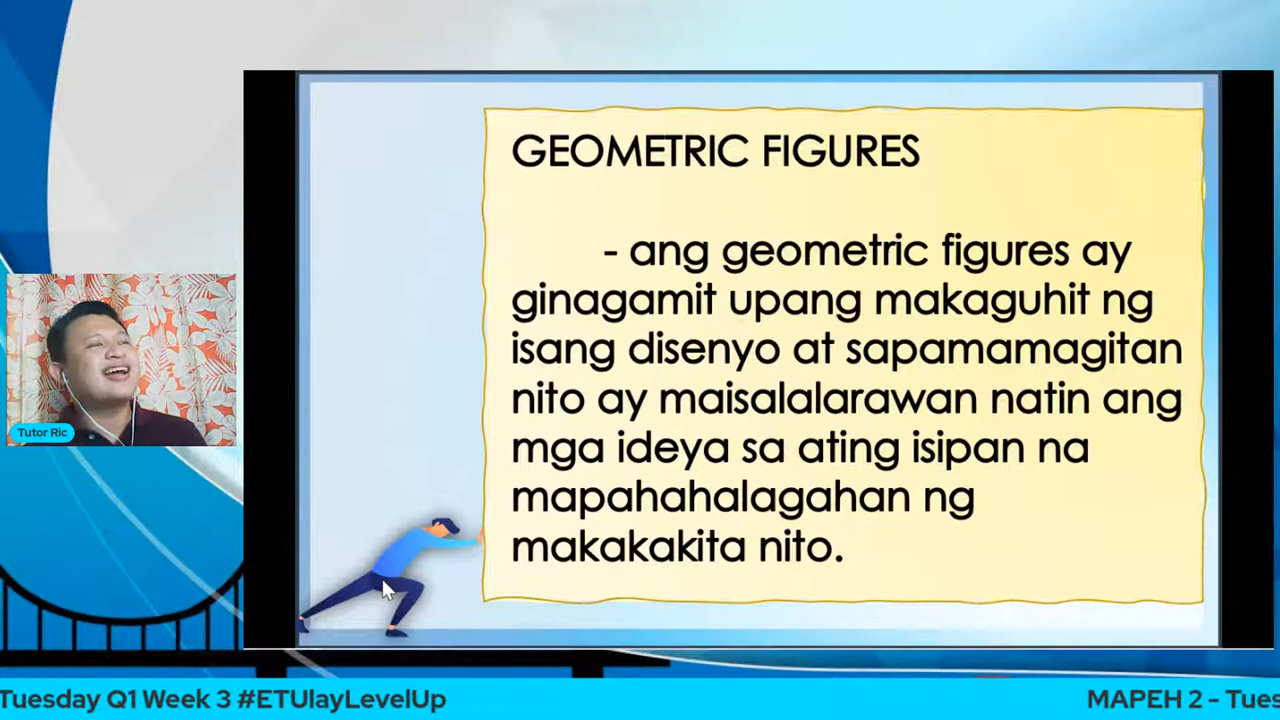 GEOMETRIC FIGURES
- ang geometric figures ay
ginagamit upang makaguhit ng
isang disenyo at sapamamagitan
nito ay maisalalarawan natin ang
mga ideya sa ating isipan na
mapahahalagahan ng
makakakita nito.
Tutor Ric
Tuesday Q1 Week 3 #ETUlayLevelUp
MAPEH 2 - Tues